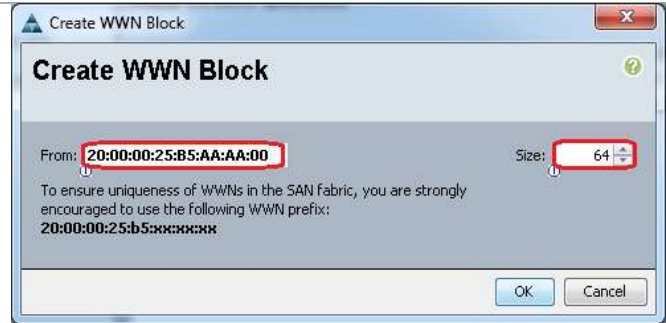 Create WWN Block
Create WWN Block
From: 20:00:00:25:B5:AA:AA:00
Size: 64
To ensure uniqueness of WWNs in the SAN fabric, you are strongly
encouraged to use the following WWN prefix:
20:00:00:25:b5:xx:xx:xx
OK
Cancel